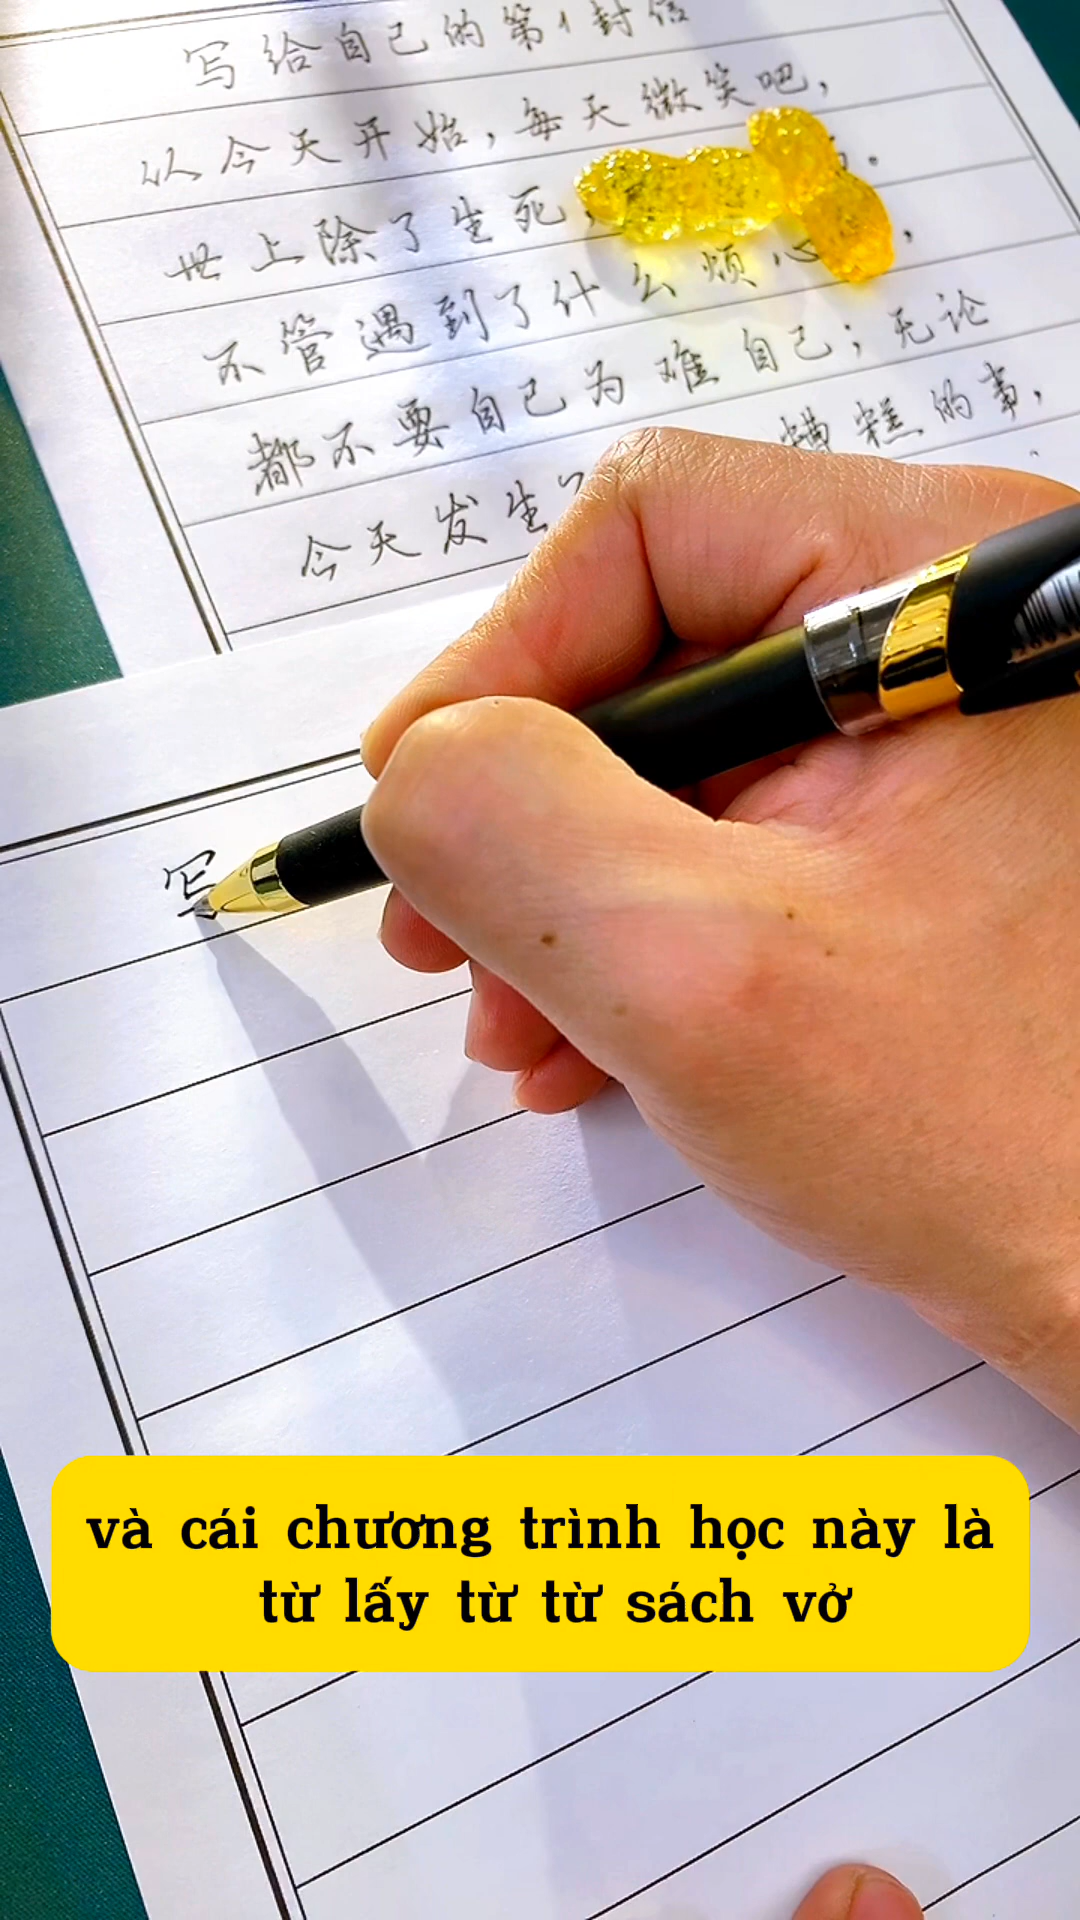 写给自己的第1封信
从今天开始，每天微笑吧，
世上除了生死，
不管遇到了什么烦心，
都不要自己为难自己；无论
今天发生 糟糕的事，
写
và cái chương trình học này là
từ lấy từ từ sách vở